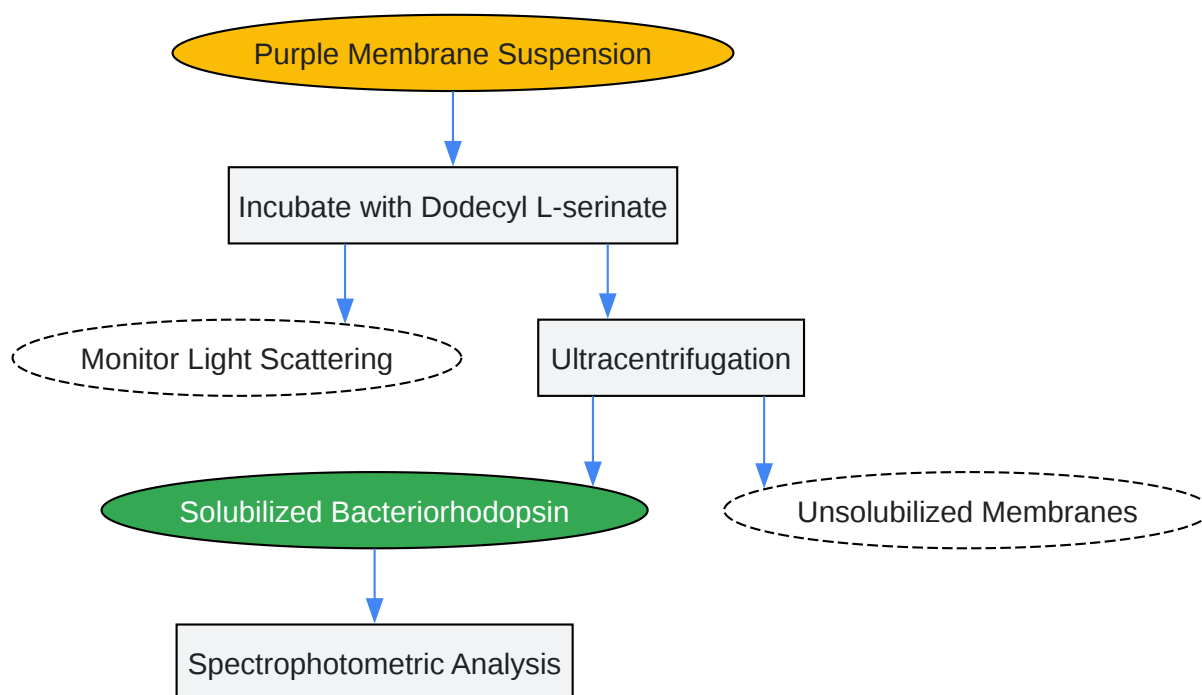 Purple Membrane Suspension
Incubate with Dodecyl L-serinate
Monitor Light Scattering
Ultracentrifugation
Solubilized Bacteriorhodopsin
Unsolubilized Membranes
Spectrophotometric Analysis